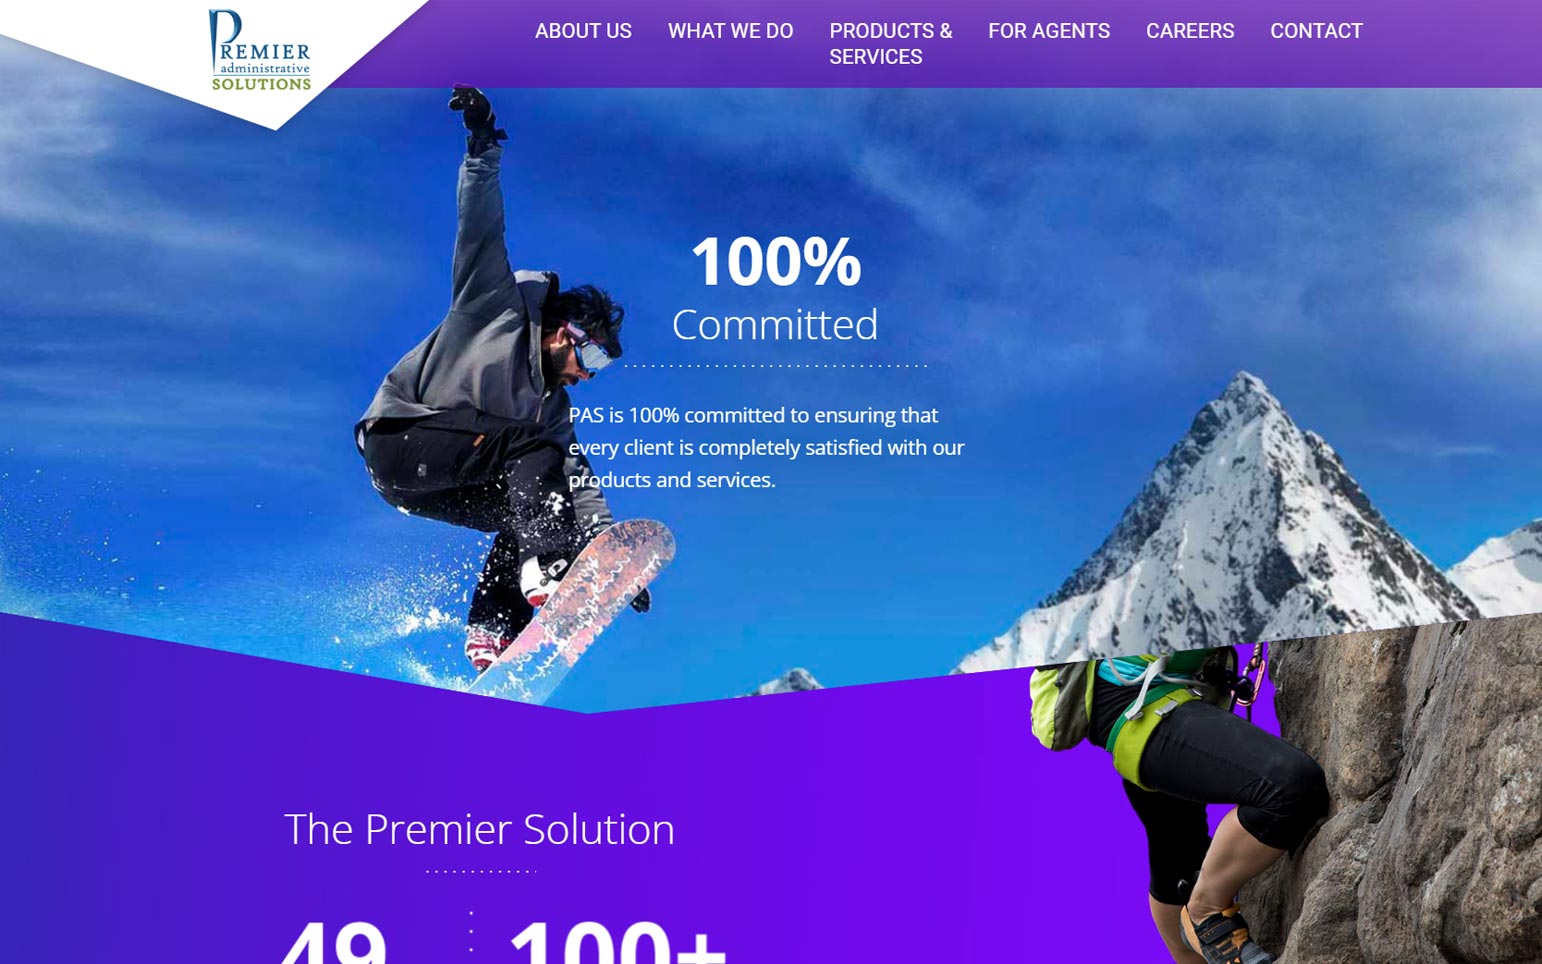 PREMIER
administrative
SOLUTIONS
ABOUT US
WHAT WE DO
PRODUCTS &
SERVICES
FOR AGENTS
CAREERS
CONTACT
100%
Committed
PAS is 100% committed to ensuring that
every client is completely satisfied with our
products and services.
The Premier Solution
49
100+